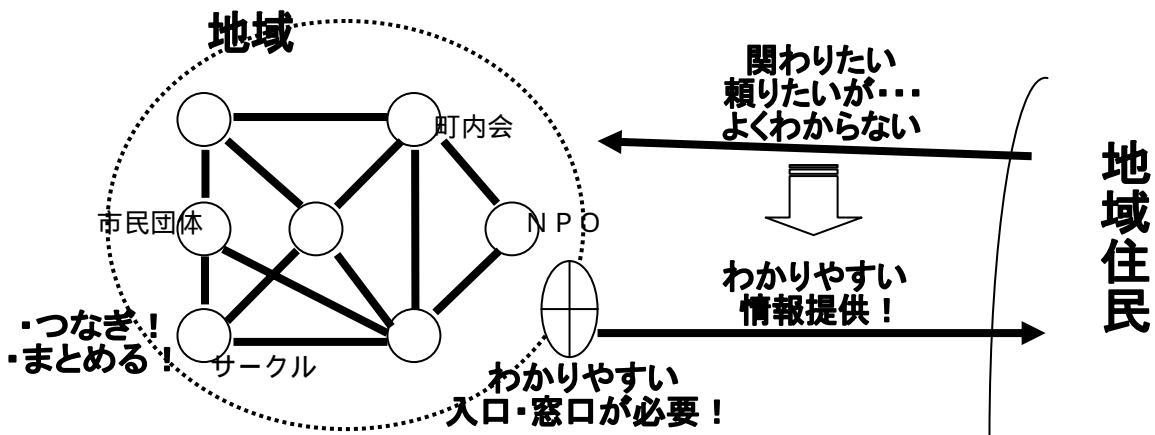 地域
町内会
市民団体
NPO
サークル
・つなぎ！
・まとめる！
わかりやすい
入口・窓口が必要！
関わりたい
頼りたいが・・・
よくわからない
わかりやすい
情報提供！
地域住民